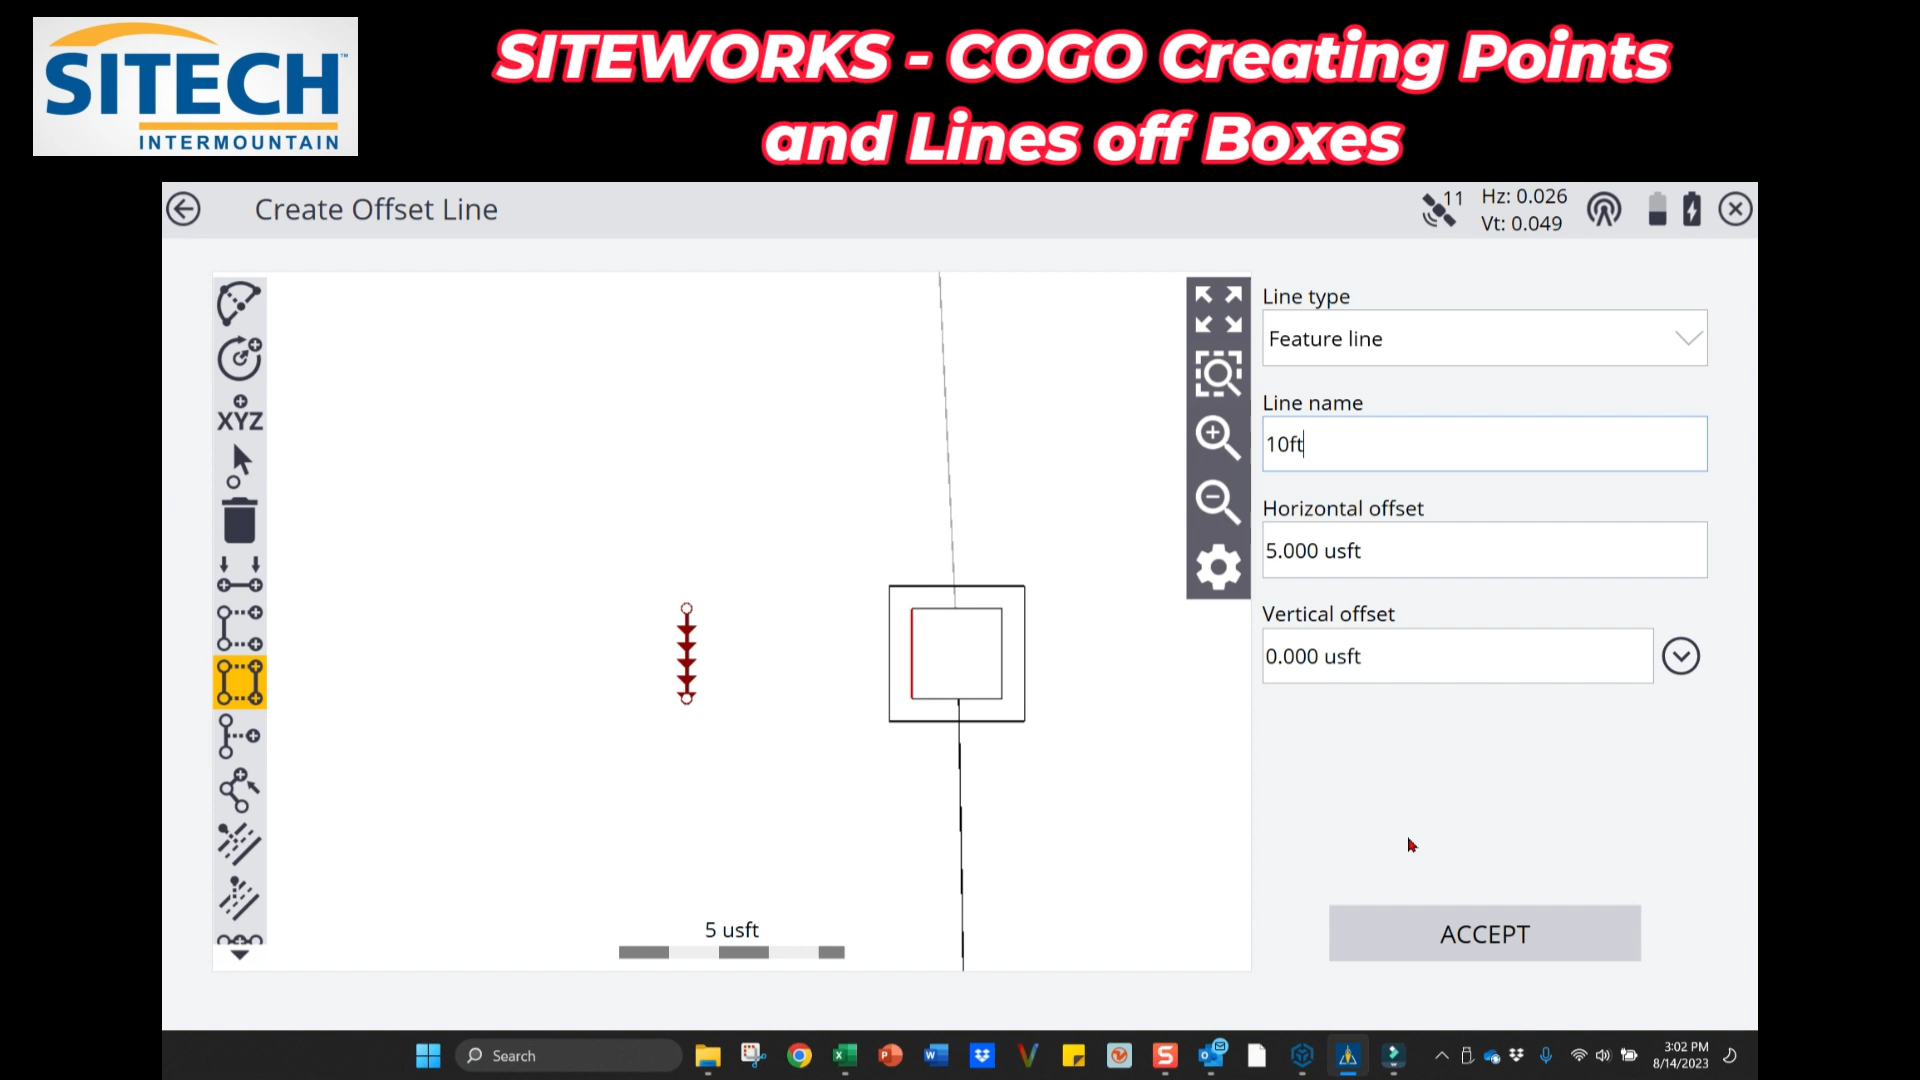 SITECH™
INTERMOUNTAIN
SITEWORKS - COGO Creating Points
and Lines off Boxes
Create Offset Line
11
Hz: 0.026
Vt: 0.049
XYZ
Line type
Feature line
Line name
10ft
Horizontal offset
5.000 usft
Vertical offset
0.000 usft
5 usft
ACCEPT
Search
3:02 PM
8/14/2023